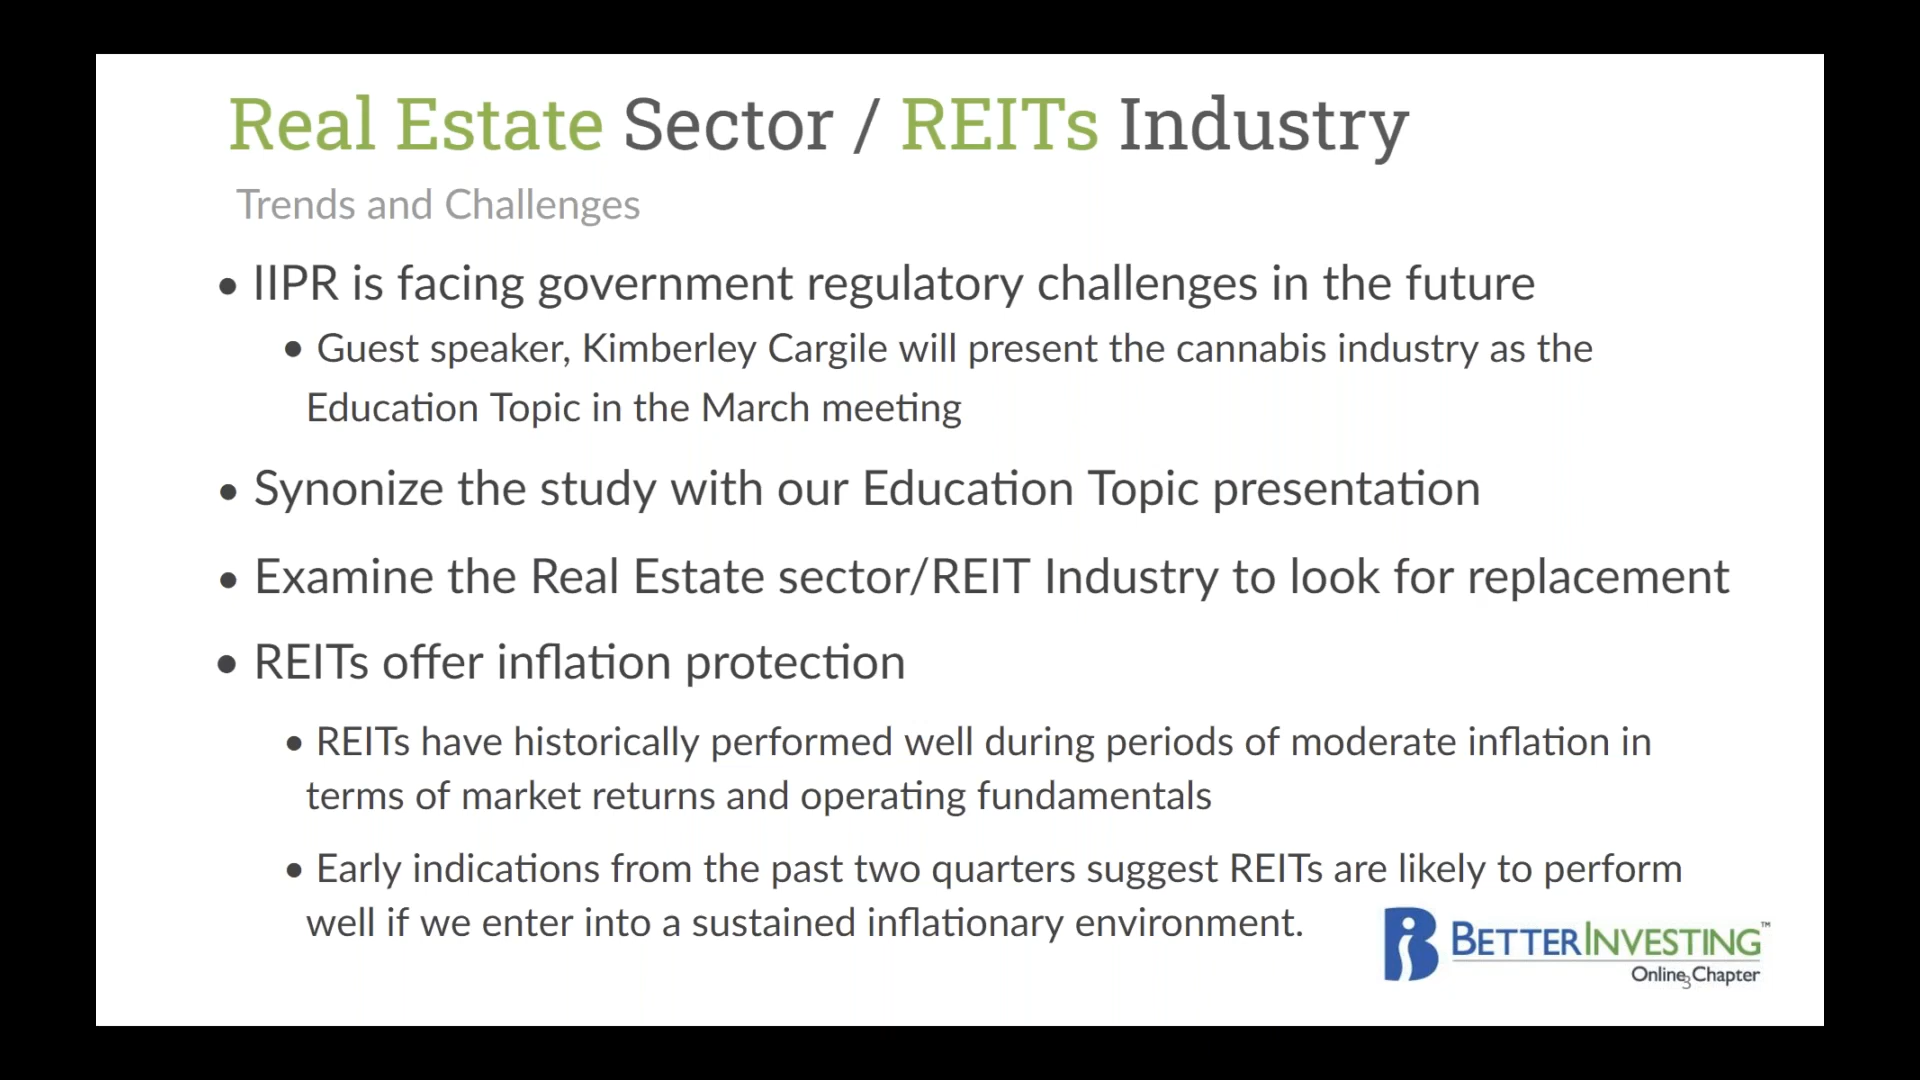 Real Estate Sector / REITs Industry
Trends and Challenges
• IIPR is facing government regulatory challenges in the future
• Guest speaker, Kimberley Cargile will present the cannabis industry as the
Education Topic in the March meeting
• Synonize the study with our Education Topic presentation
• Examine the Real Estate sector/REIT Industry to look for replacement
• REITs offer inflation protection
• REITs have historically performed well during periods of moderate inflation in
terms of market returns and operating fundamentals
• Early indications from the past two quarters suggest REITs are likely to perform
well if we enter into a sustained inflationary environment.
BETTERINVESTING™
Online Chapter
3